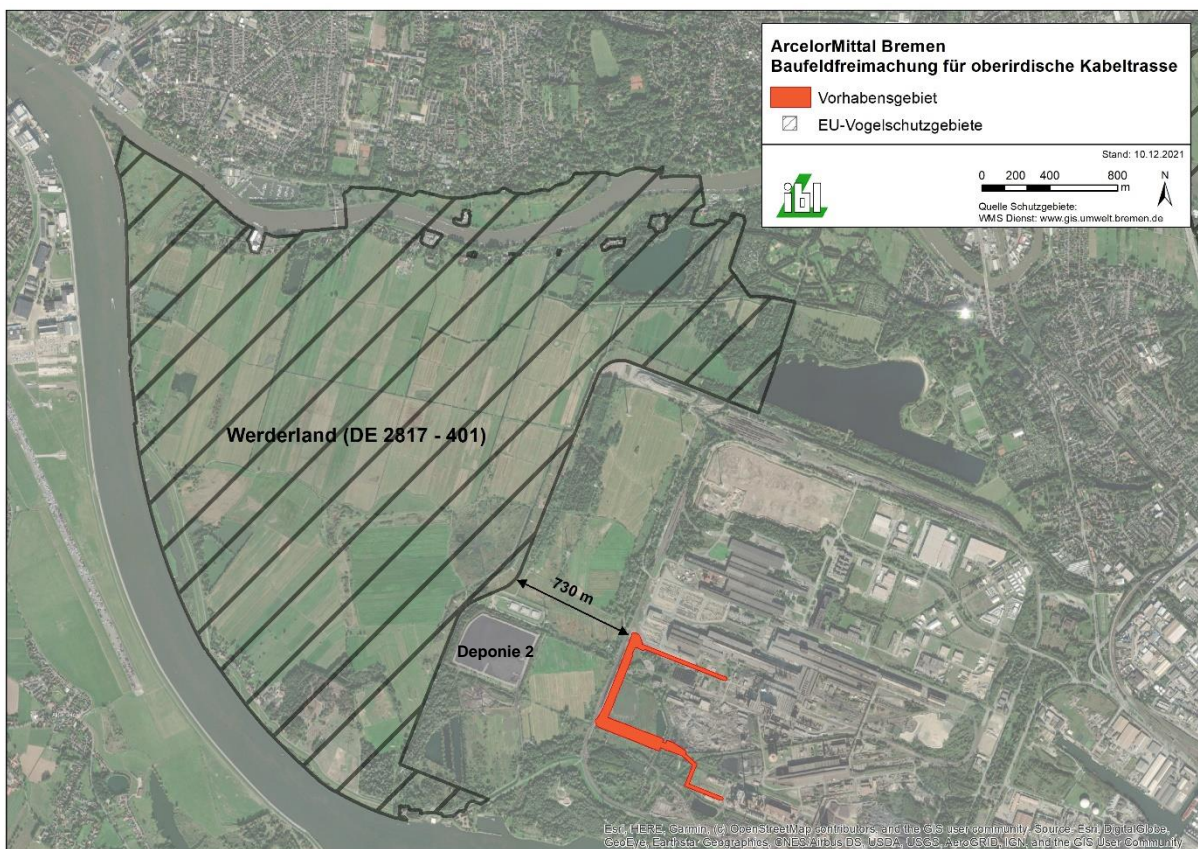 ArcelorMittal Bremen
Baufeldfreimachung für oberirdische Kabeltrasse
Vorhabensgebiet
EU-Vogelschutzgebiete
Stand: 10.12.2021
0 200 400 800
m
N
ibl
Quelle Schutzgebiete:
WMS Dienst: www.gis.umwelt.bremen.de
Werderland (DE 2817 - 401)
730 m
Deponie 2
Esri, HERE, Garmin, (c) OpenStreetMap contributors, and the GIS user community, Source: Esri, DigitalGlobe,
GeoEye, Earthstar Geographics, CNES/Airbus DS, USDA, USGS, AeroGRID, IGN, and the GIS User Community